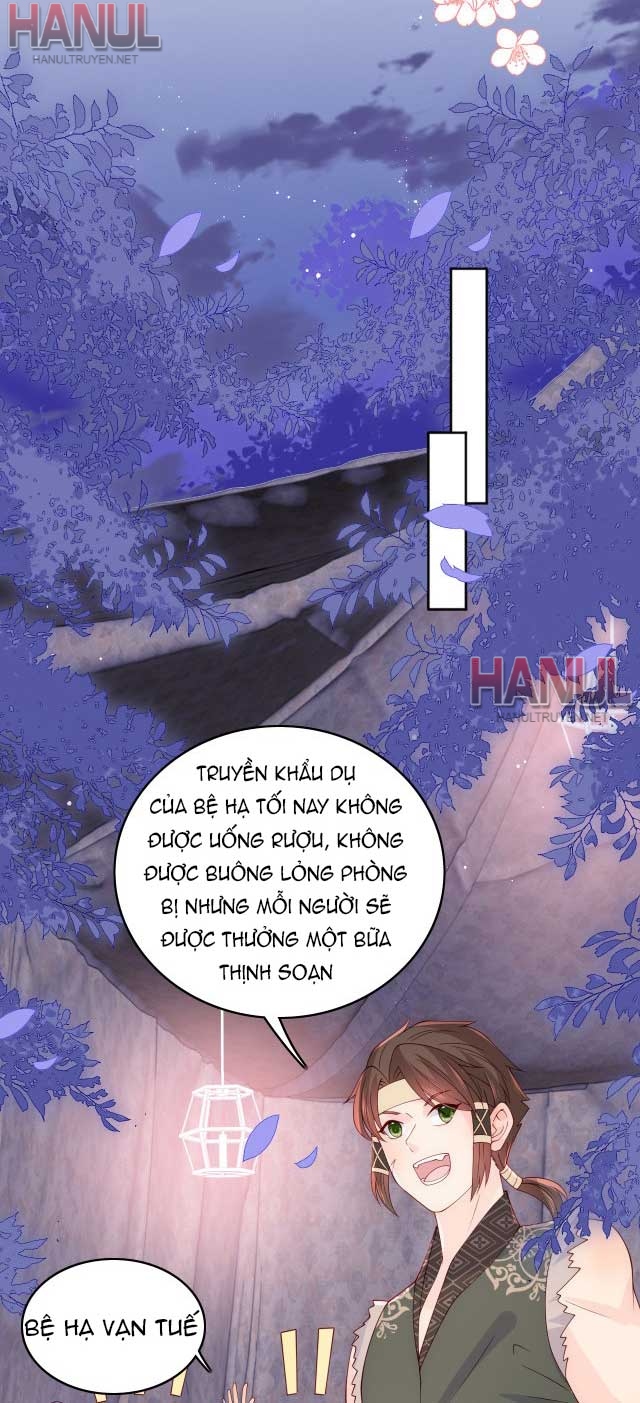 HANUL
HANULTRUYEN.NET
HANUL
HANULTRUYEN.NET
TRUYỀN KHẨU DỤ
CỦA BỆ HẠ TỐI NAY KHÔNG
ĐƯỢC UỐNG RƯỢU, KHÔNG
ĐƯỢC BUÔNG LỎNG PHÒNG
BỊ NHƯNG MỖI NGƯỜI SẼ
ĐƯỢC THƯỞNG MỘT BỮA
THỊNH SOẠN
BỆ HẠ VẠN TUẾ